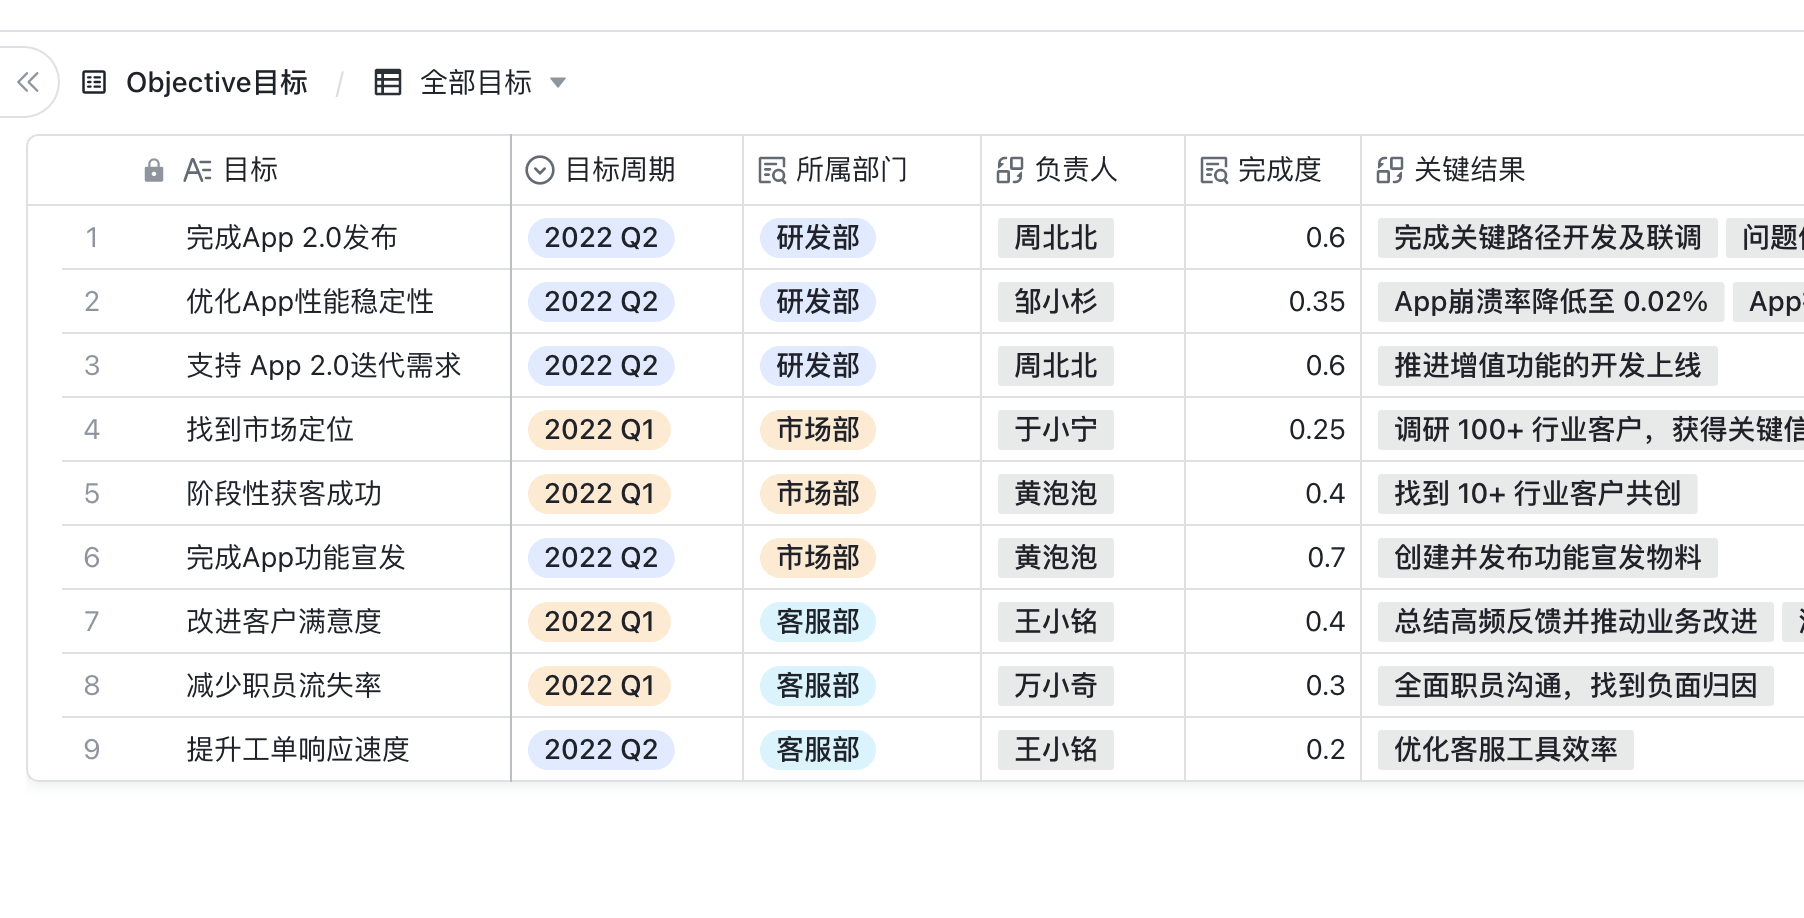 Objective目标 / 全部目标
目标 目标周期 所属部门 负责人 完成度 关键结果
1 完成App 2.0发布 2022 Q2 研发部 周北北 0.6 完成关键路径开发及联调 问题
2 优化App性能稳定性 2022 Q2 研发部 邹小杉 0.35 App崩溃率降低至 0.02% App
3 支持 App 2.0迭代需求 2022 Q2 研发部 周北北 0.6 推进增值功能的开发上线
4 找到市场定位 2022 Q1 市场部 于小宁 0.25 调研 100+ 行业客户，获得关键信
5 阶段性获客成功 2022 Q1 市场部 黄泡泡 0.4 找到 10+ 行业客户共创
6 完成App功能宣发 2022 Q2 市场部 黄泡泡 0.7 创建并发布功能宣发物料
7 改进客户满意度 2022 Q1 客服部 王小铭 0.4 总结高频反馈并推动业务改进
8 减少职员流失率 2022 Q1 客服部 万小奇 0.3 全面职员沟通，找到负面归因
9 提升工单响应速度 2022 Q2 客服部 王小铭 0.2 优化客服工具效率